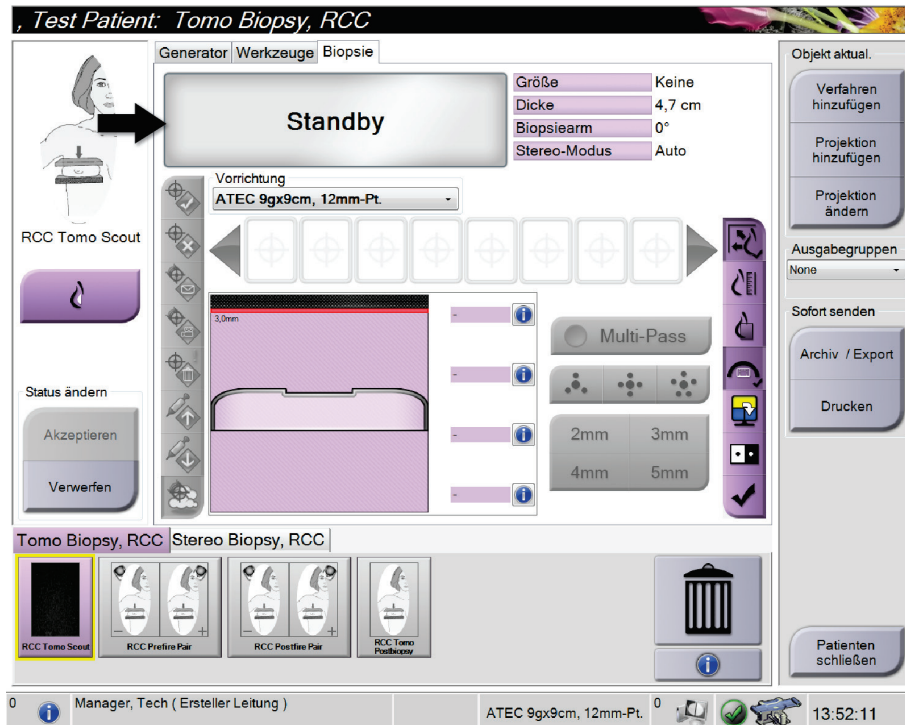 , Test Patient: Tomo Biopsy, RCC
Generator Werkzeuge Biopsie
Standby
Größe Keine
Dicke 4,7 cm
Biopsiearm 0°
Stereo-Modus Auto
Vorrichtung
ATEC 9gx9cm, 12mm-Pt.
RCC Tomo Scout
3,0mm
-
-
-
-
Multi-Pass
2mm 3mm
4mm 5mm
Status ändern
Akzeptieren
Verwerfen
Objekt aktual.
Verfahren
hinzufügen
Projektion
hinzufügen
Projektion
ändern
Ausgabegruppen
None
Sofort senden
Archiv / Export
Drucken
Patienten
schließen
Tomo Biopsy, RCC Stereo Biopsy, RCC
RCC Tomo Scout
- +
RCC Prefire Pair
- +
RCC Postfire Pair
RCC Tomo
Postbiopsy
0 Manager, Tech ( Ersteller Leitung ) ATEC 9gx9cm, 12mm-Pt. 0 13:52:11